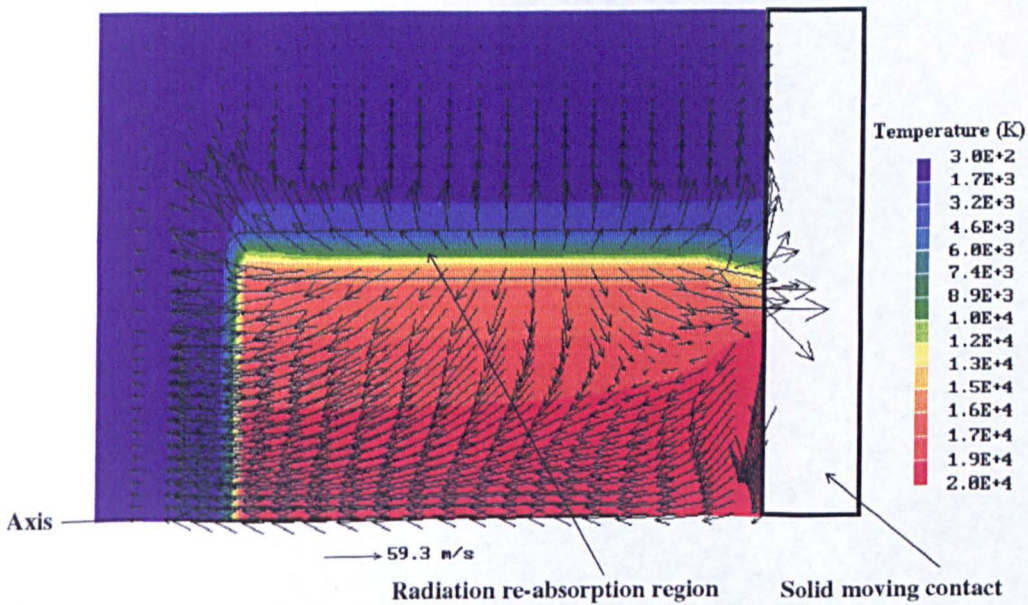 Temperature (K)
3.0E+2
1.7E+3
3.2E+3
4.6E+3
6.0E+3
7.4E+3
8.9E+3
1.0E+4
1.2E+4
1.3E+4
1.5E+4
1.6E+4
1.7E+4
1.9E+4
2.0E+4
Axis
59.3 m/s
Radiation re-absorption region
Solid moving contact